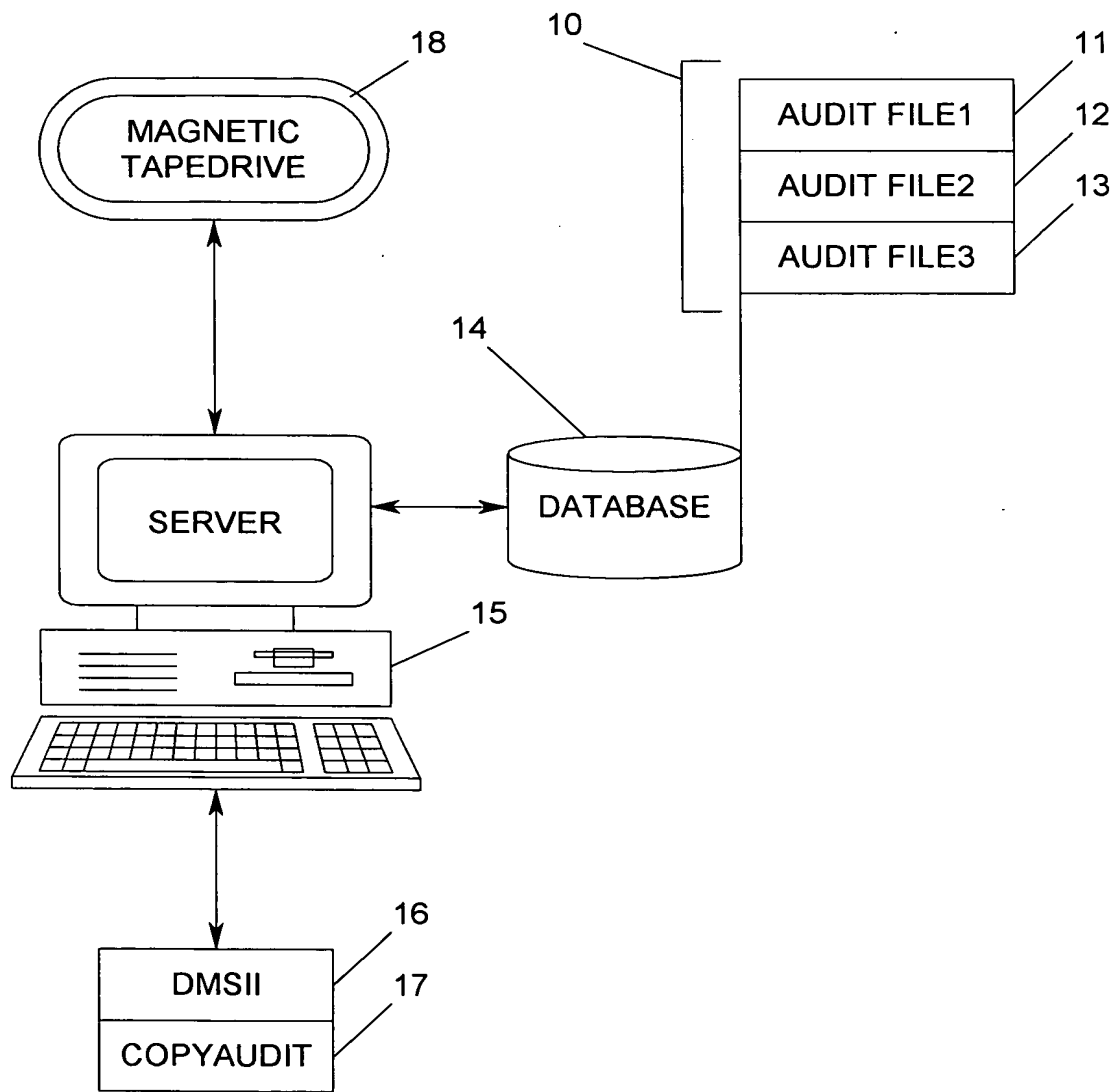 18
10
11
MAGNETIC
TAPEDRIVE
AUDIT FILE1
12
AUDIT FILE2
13
AUDIT FILE3
14
SERVER
DATABASE
15
16
DMSII
17
COPYAUDIT